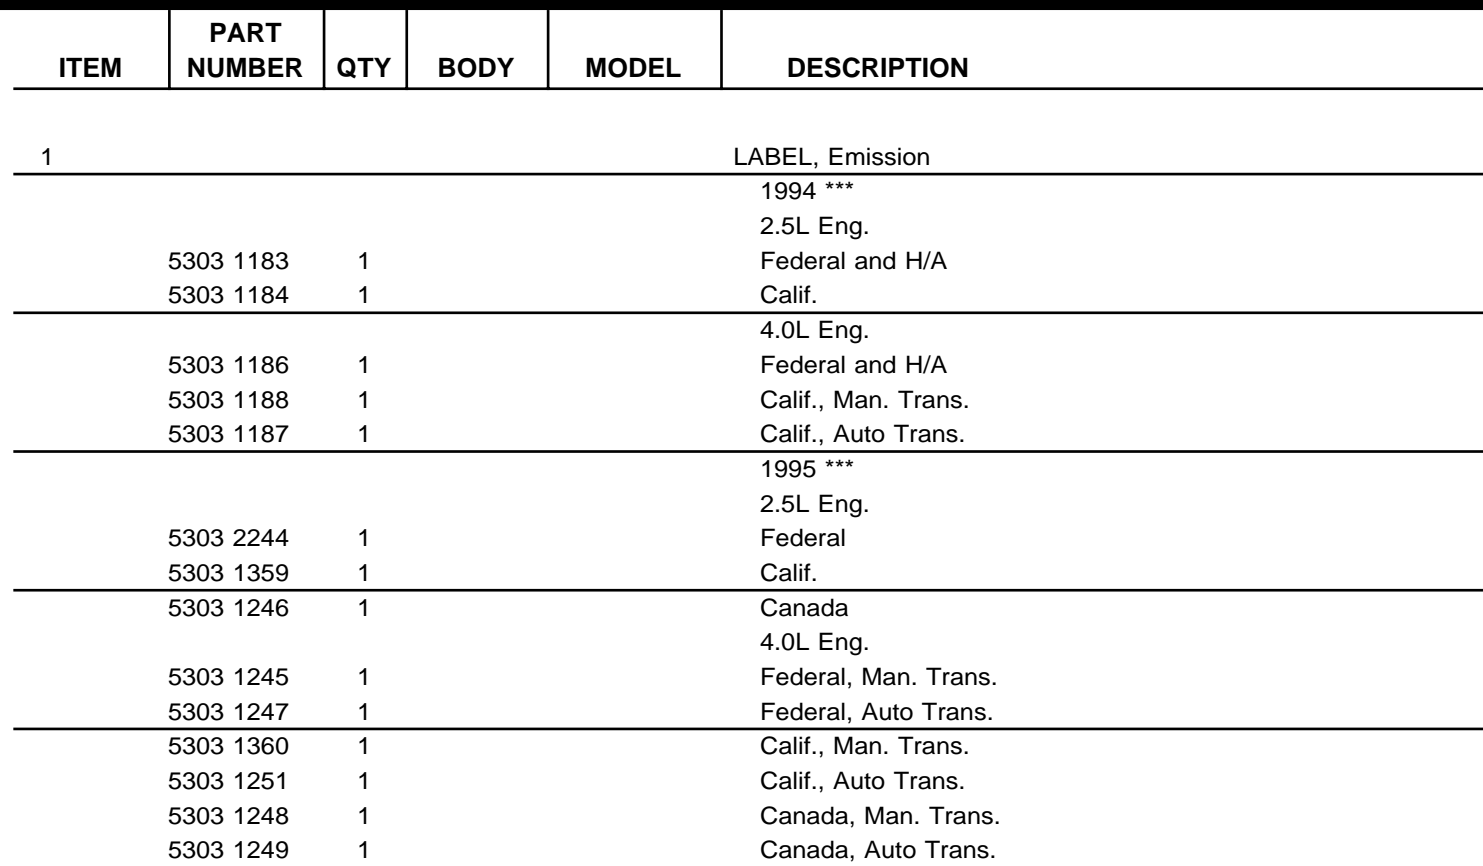 PART
ITEM NUMBER QTY BODY MODEL DESCRIPTION
1 LABEL, Emission
1994 ***
2.5L Eng.
5303 1183 1 Federal and H/A
5303 1184 1 Calif.
4.0L Eng.
5303 1186 1 Federal and H/A
5303 1188 1 Calif., Man. Trans.
5303 1187 1 Calif., Auto Trans.
1995 ***
2.5L Eng.
5303 2244 1 Federal
5303 1359 1 Calif.
5303 1246 1 Canada
4.0L Eng.
5303 1245 1 Federal, Man. Trans.
5303 1247 1 Federal, Auto Trans.
5303 1360 1 Calif., Man. Trans.
5303 1251 1 Calif., Auto Trans.
5303 1248 1 Canada, Man. Trans.
5303 1249 1 Canada, Auto Trans.